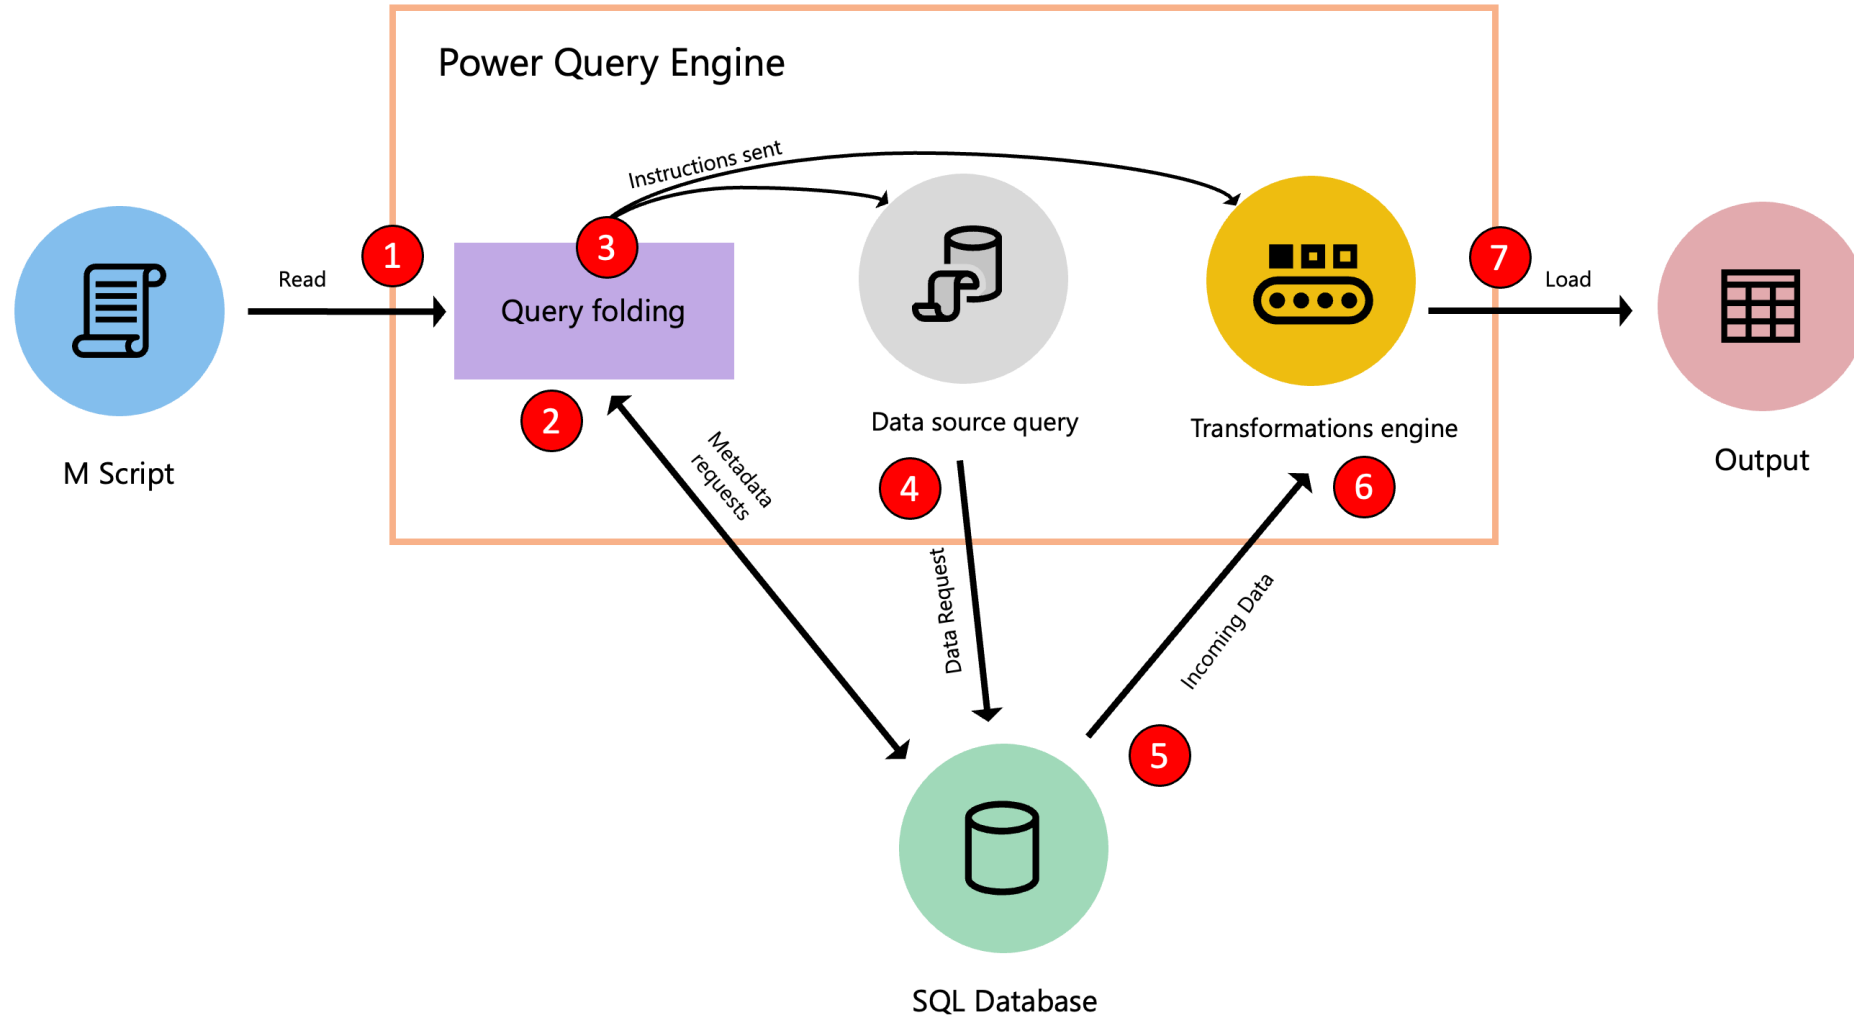 Power Query Engine
Instructions sent
1
3
7
Read
Query folding
Load
2
Data source query
Transformations engine
M Script
Metadata
requests
4
6
Output
Data Request
Incoming Data
5
SQL Database